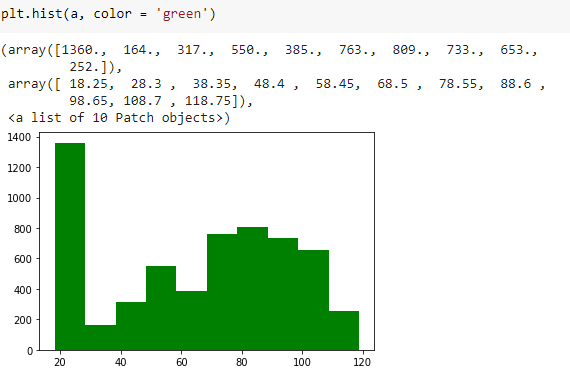 plt.hist(a, color = 'green')
(array([1360.,  164.,  317.,  550.,  385.,  763.,  809.,  733.,  653.,
         252.]),
 array([ 18.25,  28.3 ,  38.35,  48.4 ,  58.45,  68.5 ,  78.55,  88.6 ,
         98.65, 108.7 , 118.75]),
 <a list of 10 Patch objects>)
1400
1200
1000
800
600
400
200
0
20 40 60 80 100 120